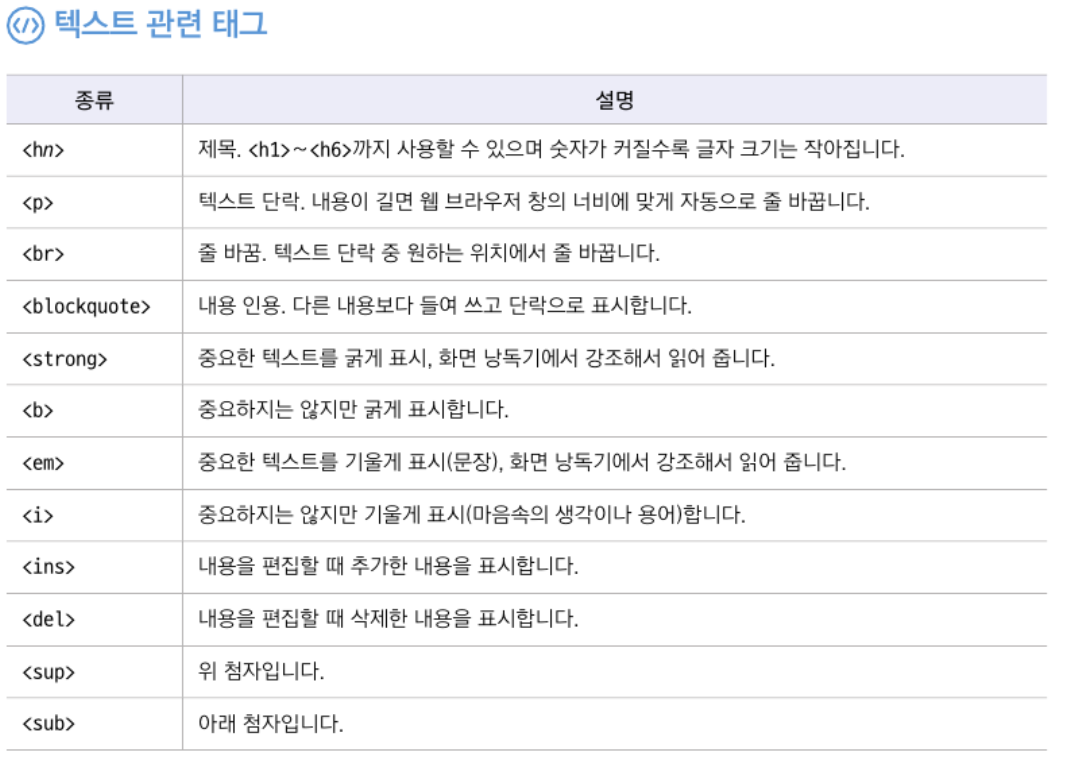 </> 텍스트 관련 태그
종류 설명
<hn> 제목. <h1>~<h6>까지 사용할 수 있으며 숫자가 커질수록 글자 크기는 작아집니다.
<p> 텍스트 단락. 내용이 길면 웹 브라우저 창의 너비에 맞게 자동으로 줄 바꿉니다.
<br> 줄 바꿈. 텍스트 단락 중 원하는 위치에서 줄 바꿉니다.
<blockquote> 내용 인용. 다른 내용보다 들여 쓰고 단락으로 표시합니다.
<strong> 중요한 텍스트를 굵게 표시, 화면 낭독기에서 강조해서 읽어 줍니다.
<b> 중요하지는 않지만 굵게 표시합니다.
<em> 중요한 텍스트를 기울게 표시(문장), 화면 낭독기에서 강조해서 읽어 줍니다.
<i> 중요하지는 않지만 기울게 표시(마음속의 생각이나 용어)합니다.
<ins> 내용을 편집할 때 추가한 내용을 표시합니다.
<del> 내용을 편집할 때 삭제한 내용을 표시합니다.
<sup> 위 첨자입니다.
<sub> 아래 첨자입니다.